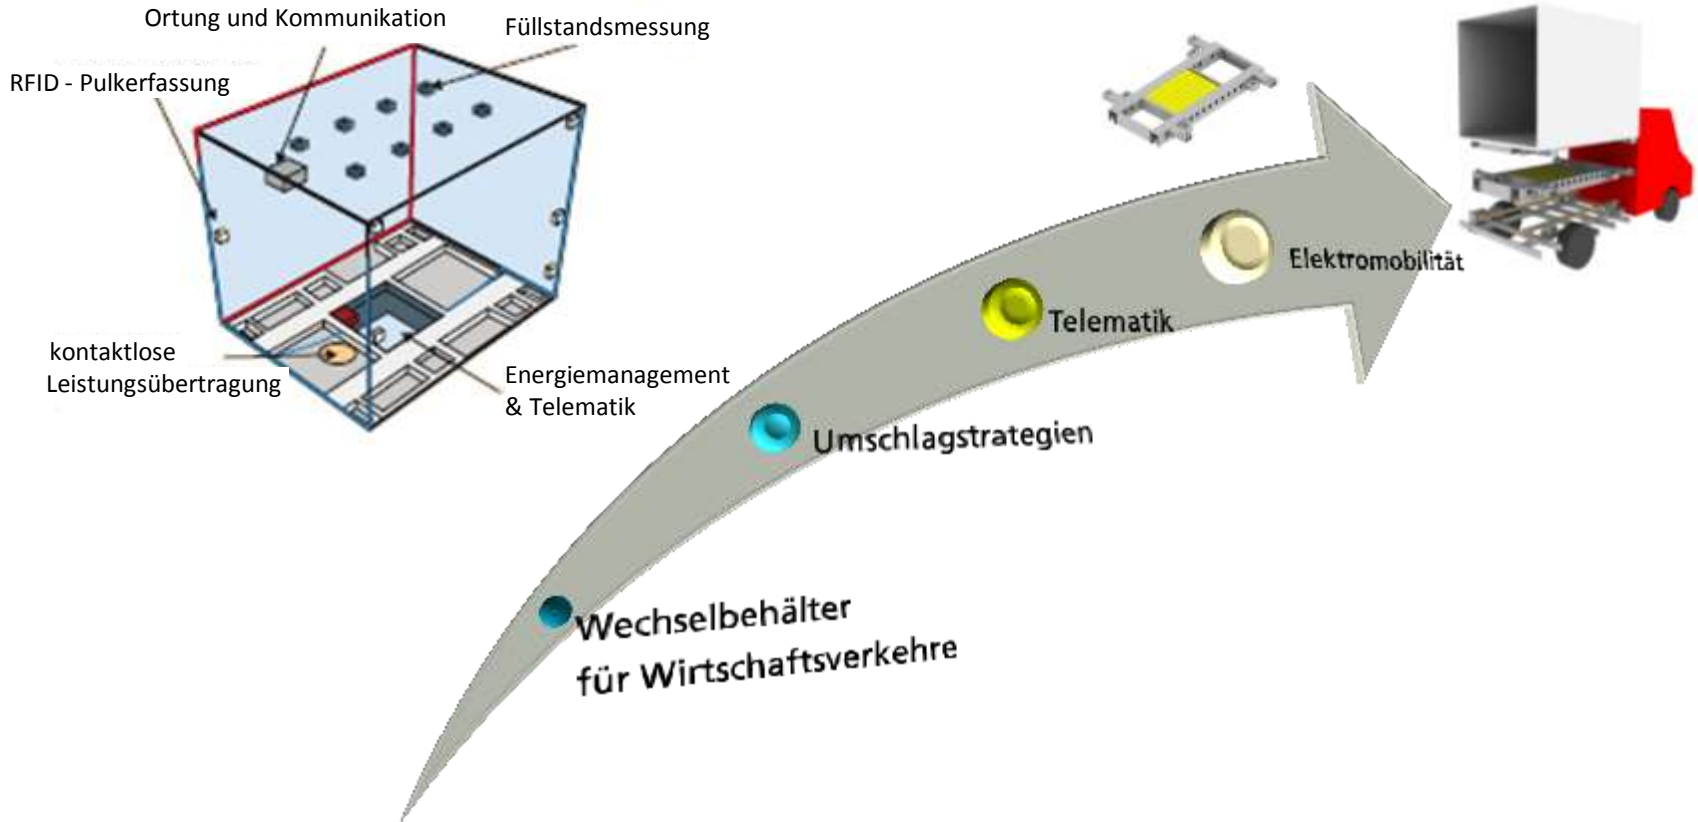 Ortung und Kommunikation
Füllstandsmessung
RFID - Pulkerfassung
kontaktlose
Leistungsübertragung
Energiemanagement
& Telematik
Elektromobilität
Telematik
Umschlagstrategien
Wechselbehälter
für Wirtschaftsverkehre